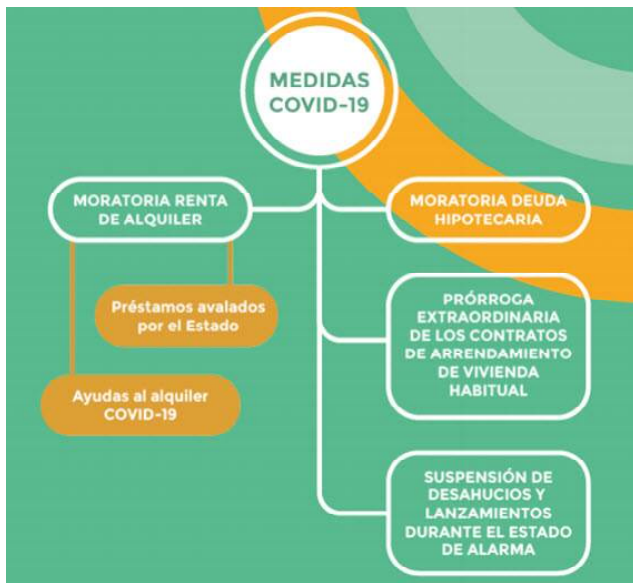 MEDIDAS
COVID-19
MORATORIA RENTA
DE ALQUILER
MORATORIA DEUDA
HIPOTECARIA
Préstamos avalados
por el Estado
PRÓRROGA
EXTRAORDINARIA
DE LOS CONTRATOS
DE ARRENDAMIENTO
DE VIVIENDA
HABITUAL
Ayudas al alquiler
COVID-19
SUSPENSIÓN DE
DESAHUCIOS Y
LANZAMIENTOS
DURANTE EL ESTADO
DE ALARMA